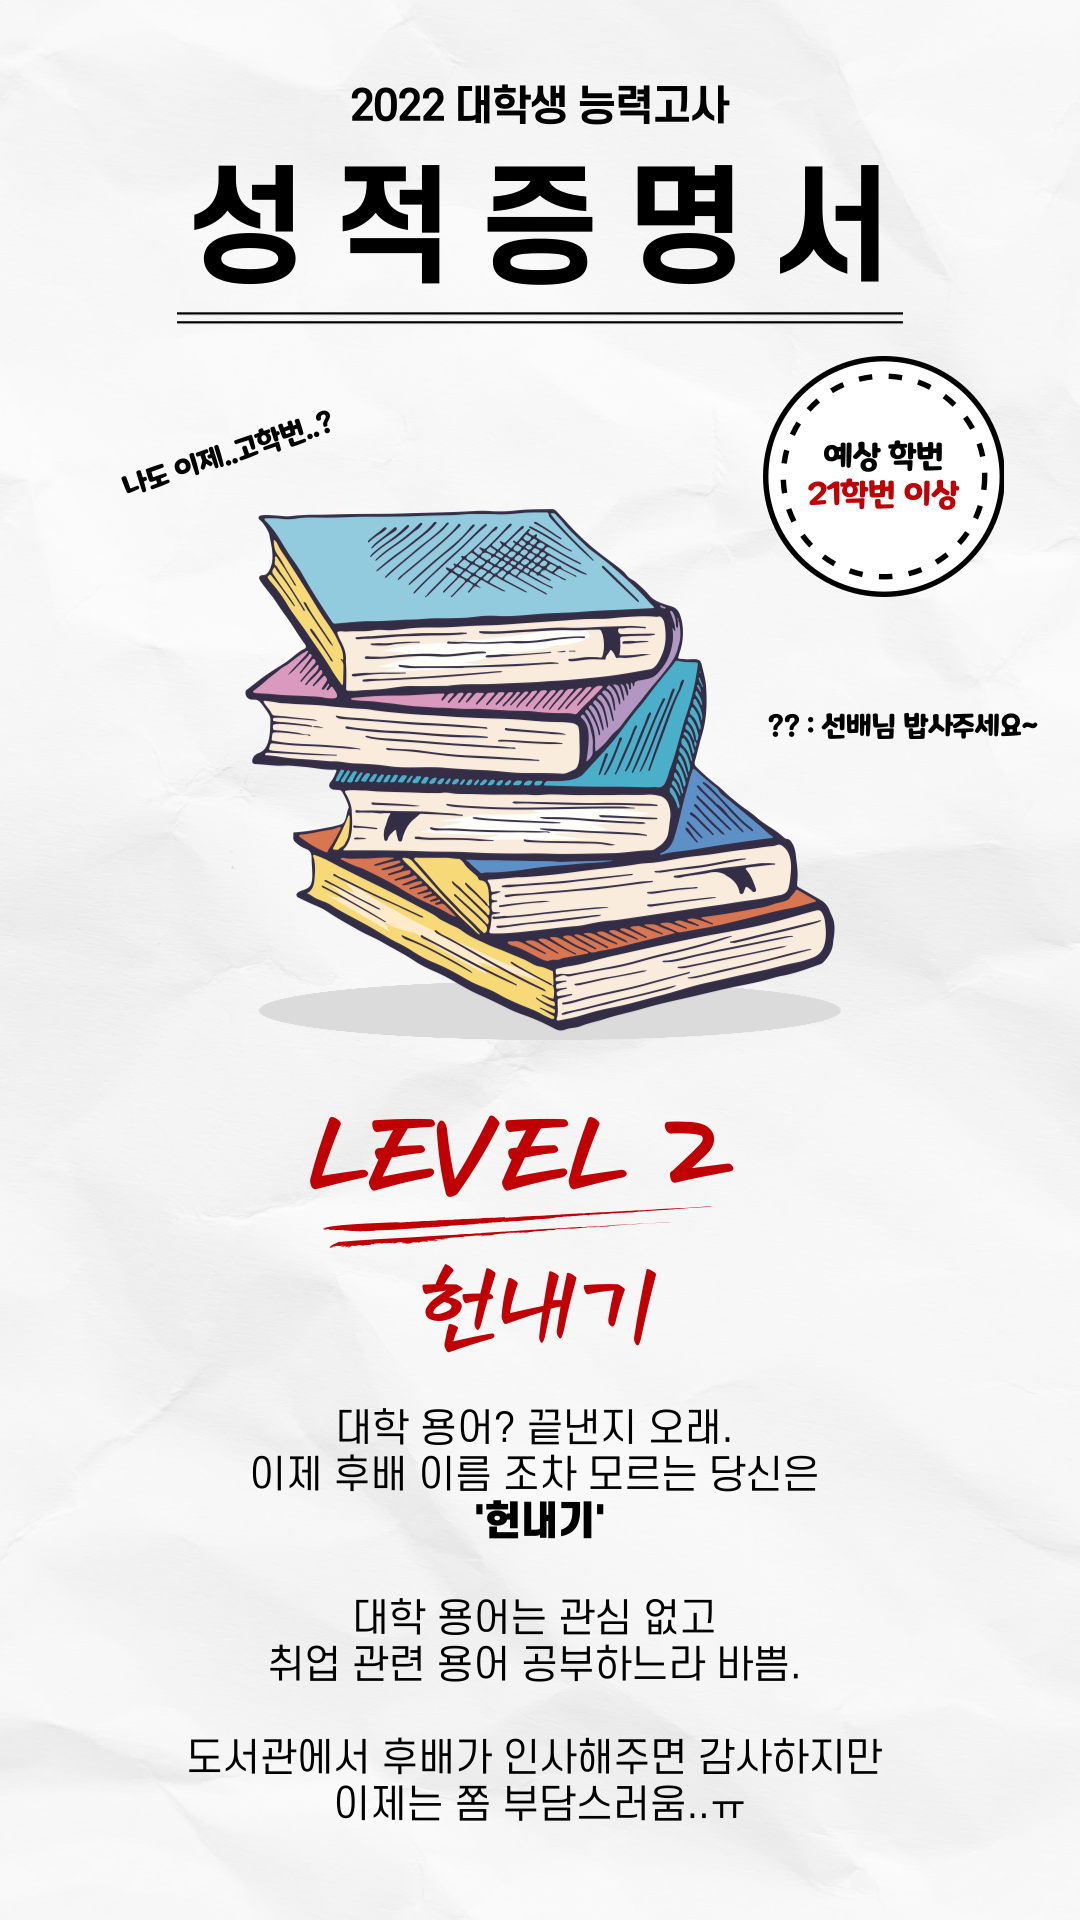 2022 대학생 능력고사
성적증명서
나도 이제..고학번..?
예상 학번
21학번 이상
?? : 선배님 밥사주세요~
LEVEL 2
헌내기
대학 용어? 끝낸지 오래.
이제 후배 이름 조차 모르는 당신은
'헌내기'
대학 용어는 관심 없고
취업 관련 용어 공부하느라 바쁨.
도서관에서 후배가 인사해주면 감사하지만
이제는 쫌 부담스러움..ㅠ